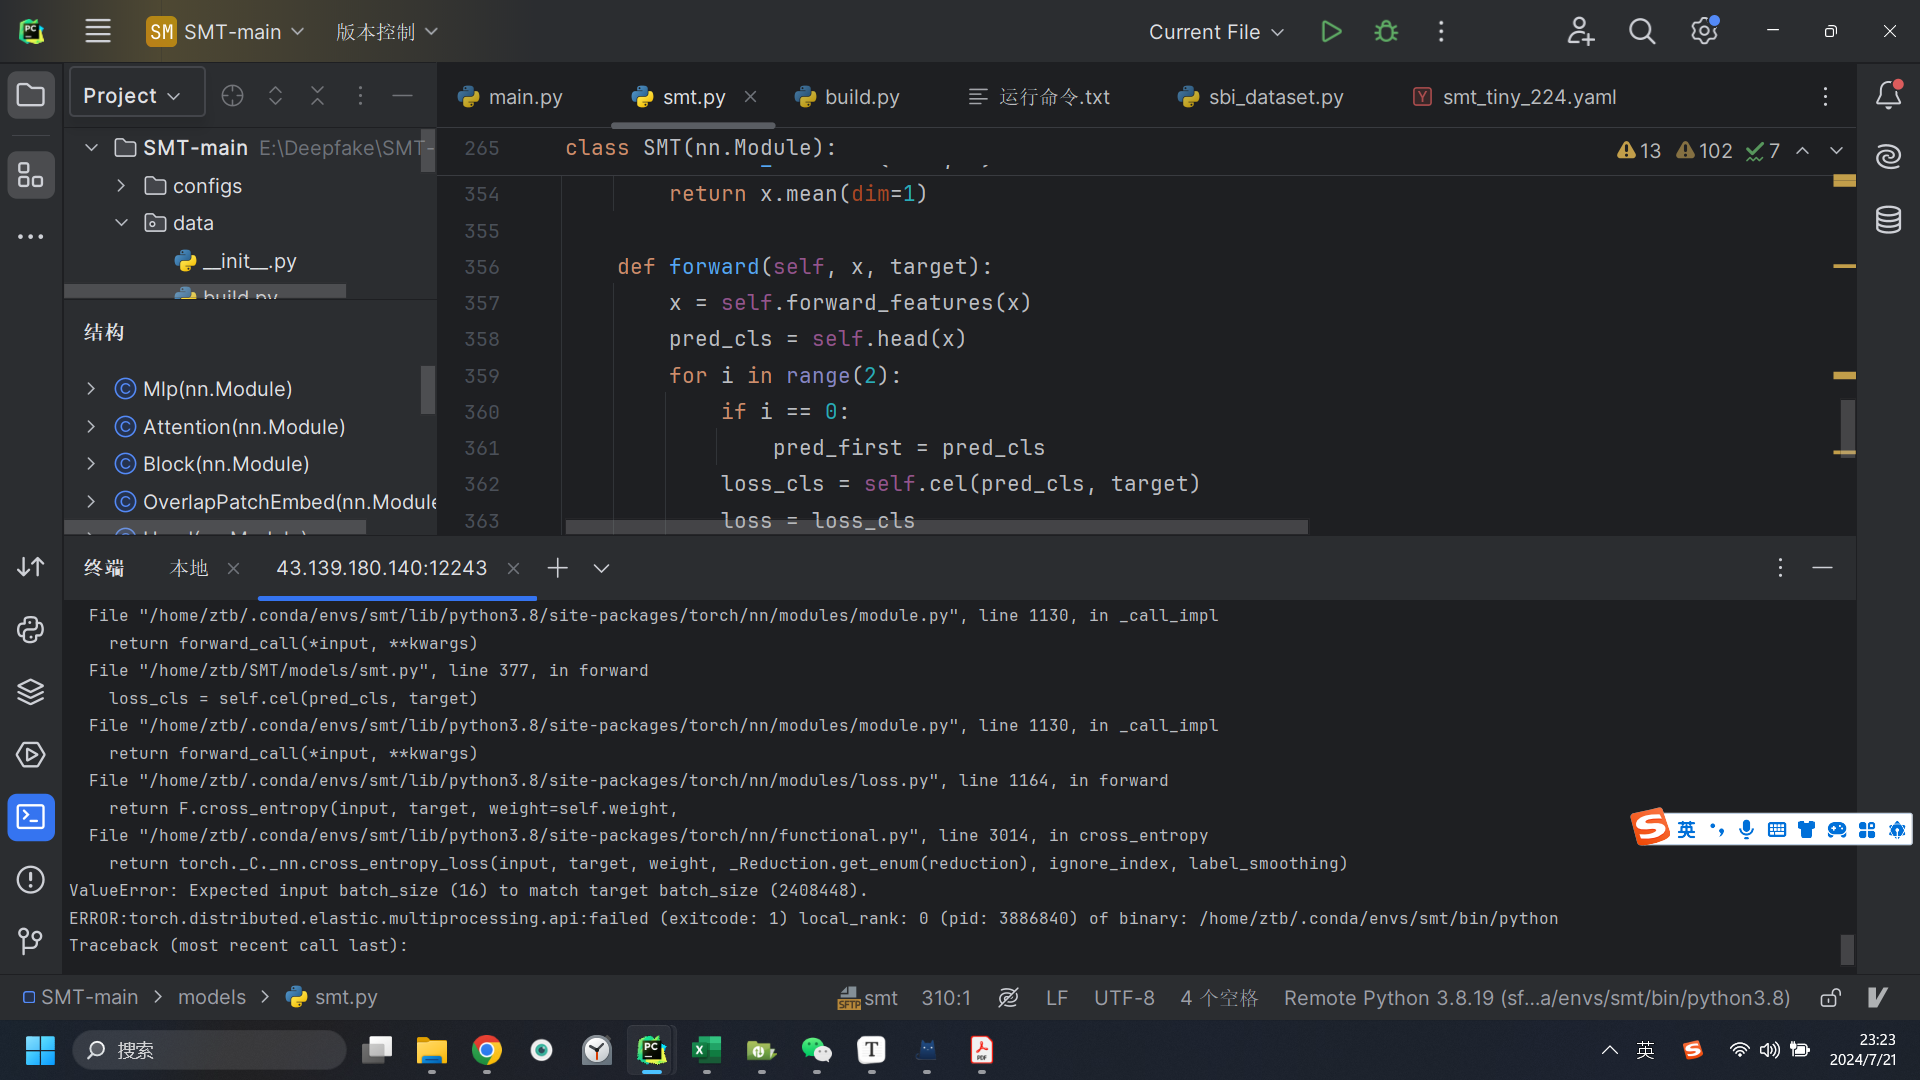 PC
SM SMT-main
版本控制
Current File
Project
main.py
smt.py
build.py
运行命令.txt
sbi_dataset.py
smt_tiny_224.yaml
SMT-main E:\Deepfake\SMT-
configs
data
__init__.py
build.py
结构
Mlp(nn.Module)
Attention(nn.Module)
Block(nn.Module)
OverlapPatchEmbed(nn.Module
265 class SMT(nn.Module):
13 102 7
354 return x.mean(dim=1)
355
356 def forward(self, x, target):
357 x = self.forward_features(x)
358 pred_cls = self.head(x)
359 for i in range(2):
360 if i == 0:
361 pred_first = pred_cls
362 loss_cls = self.cel(pred_cls, target)
363 loss = loss_cls
终端
本地
43.139.180.140:12243
File "/home/ztb/.conda/envs/smt/lib/python3.8/site-packages/torch/nn/modules/module.py", line 1130, in _call_impl
return forward_call(*input, **kwargs)
File "/home/ztb/SMT/models/smt.py", line 377, in forward
loss_cls = self.cel(pred_cls, target)
File "/home/ztb/.conda/envs/smt/lib/python3.8/site-packages/torch/nn/modules/module.py", line 1130, in _call_impl
return forward_call(*input, **kwargs)
File "/home/ztb/.conda/envs/smt/lib/python3.8/site-packages/torch/nn/modules/loss.py", line 1164, in forward
return F.cross_entropy(input, target, weight=self.weight,
File "/home/ztb/.conda/envs/smt/lib/python3.8/site-packages/torch/nn/functional.py", line 3014, in cross_entropy
return torch._C._nn.cross_entropy_loss(input, target, weight, _Reduction.get_enum(reduction), ignore_index, label_smoothing)
ValueError: Expected input batch_size (16) to match target batch_size (2408448).
ERROR:torch.distributed.elastic.multiprocessing.api:failed (exitcode: 1) local_rank: 0 (pid: 3886840) of binary: /home/ztb/.conda/envs/smt/bin/python
Traceback (most recent call last):
英
SMT-main
models
smt.py
SFTP smt
310:1
LF
UTF-8
4 个空格
Remote Python 3.8.19 (sf...a/envs/smt/bin/python3.8)
搜索
英
23:23
2024/7/21